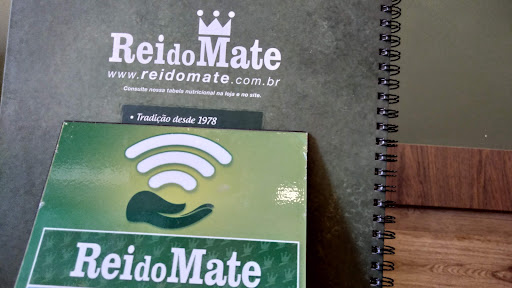 ReidoMate
www.reidomate.com.br
Consulte nossa tabela nutricional na loja e no site.
• Tradição desde 1978
ReidoMate